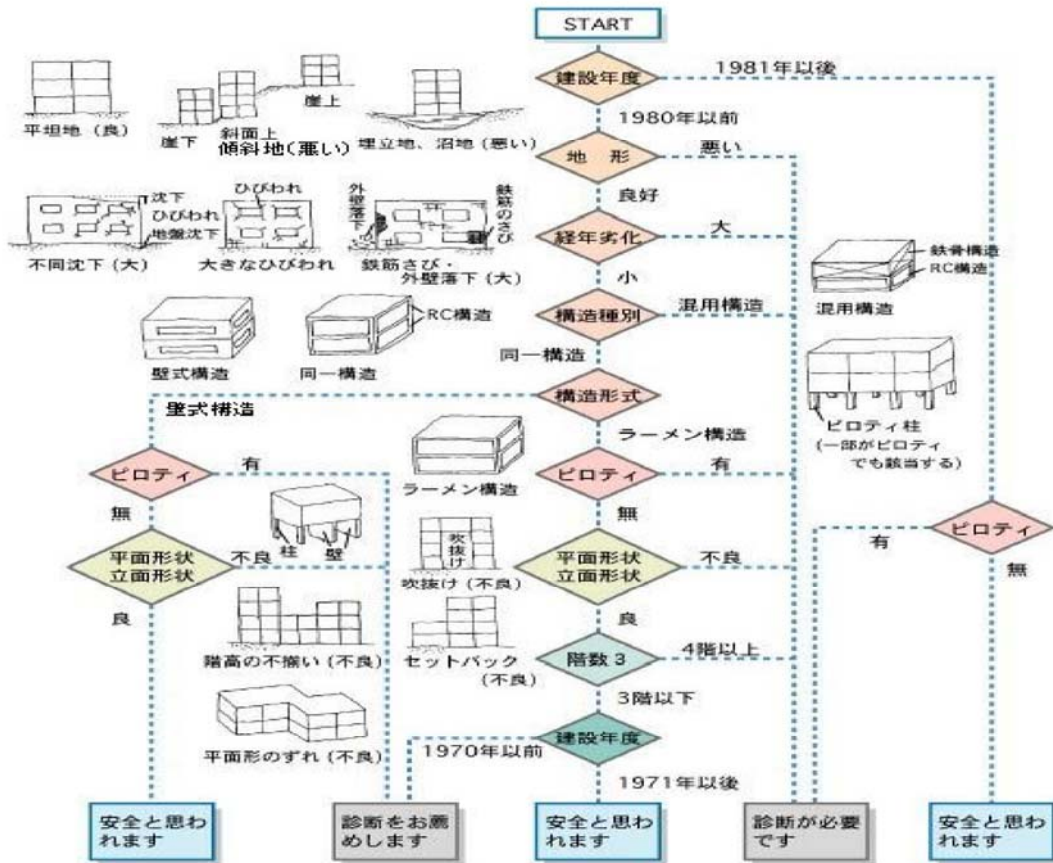 START
建設年度
1981年以後
1980年以前
平坦地(良)
崖下
斜面上
傾斜地(悪い)
崖上
埋立地、沼地(悪い)
地 形
悪い
良好
沈下
ひびわれ
地盤沈下
不同沈下(大)
ひびわれ
大きなひびわれ
外壁落下
鉄筋のさび
鉄筋さび・
外壁落下(大)
経年劣化
大
小
鉄骨構造
RC構造
混用構造
構造種別
混用構造
同一構造
壁式構造
RC構造
同一構造
構造形式
壁式構造
ラーメン構造
ラーメン構造
ピロティ柱
(一部がピロティ
でも該当する)
ピロティ
有
無
ピロティ
有
無
ピロティ
有
無
柱
壁
平面形状
立面形状
不良
良
吹抜け
吹抜け(不良)
平面形状
立面形状
不良
良
階高の不揃い(不良)
セットバック
(不良)
階数3
4階以上
3階以下
平面形のずれ(不良)
建設年度
1970年以前
1971年以後
安全と思わ
れます
診断をお薦
めします
安全と思わ
れます
診断が必要
です
安全と思わ
れます